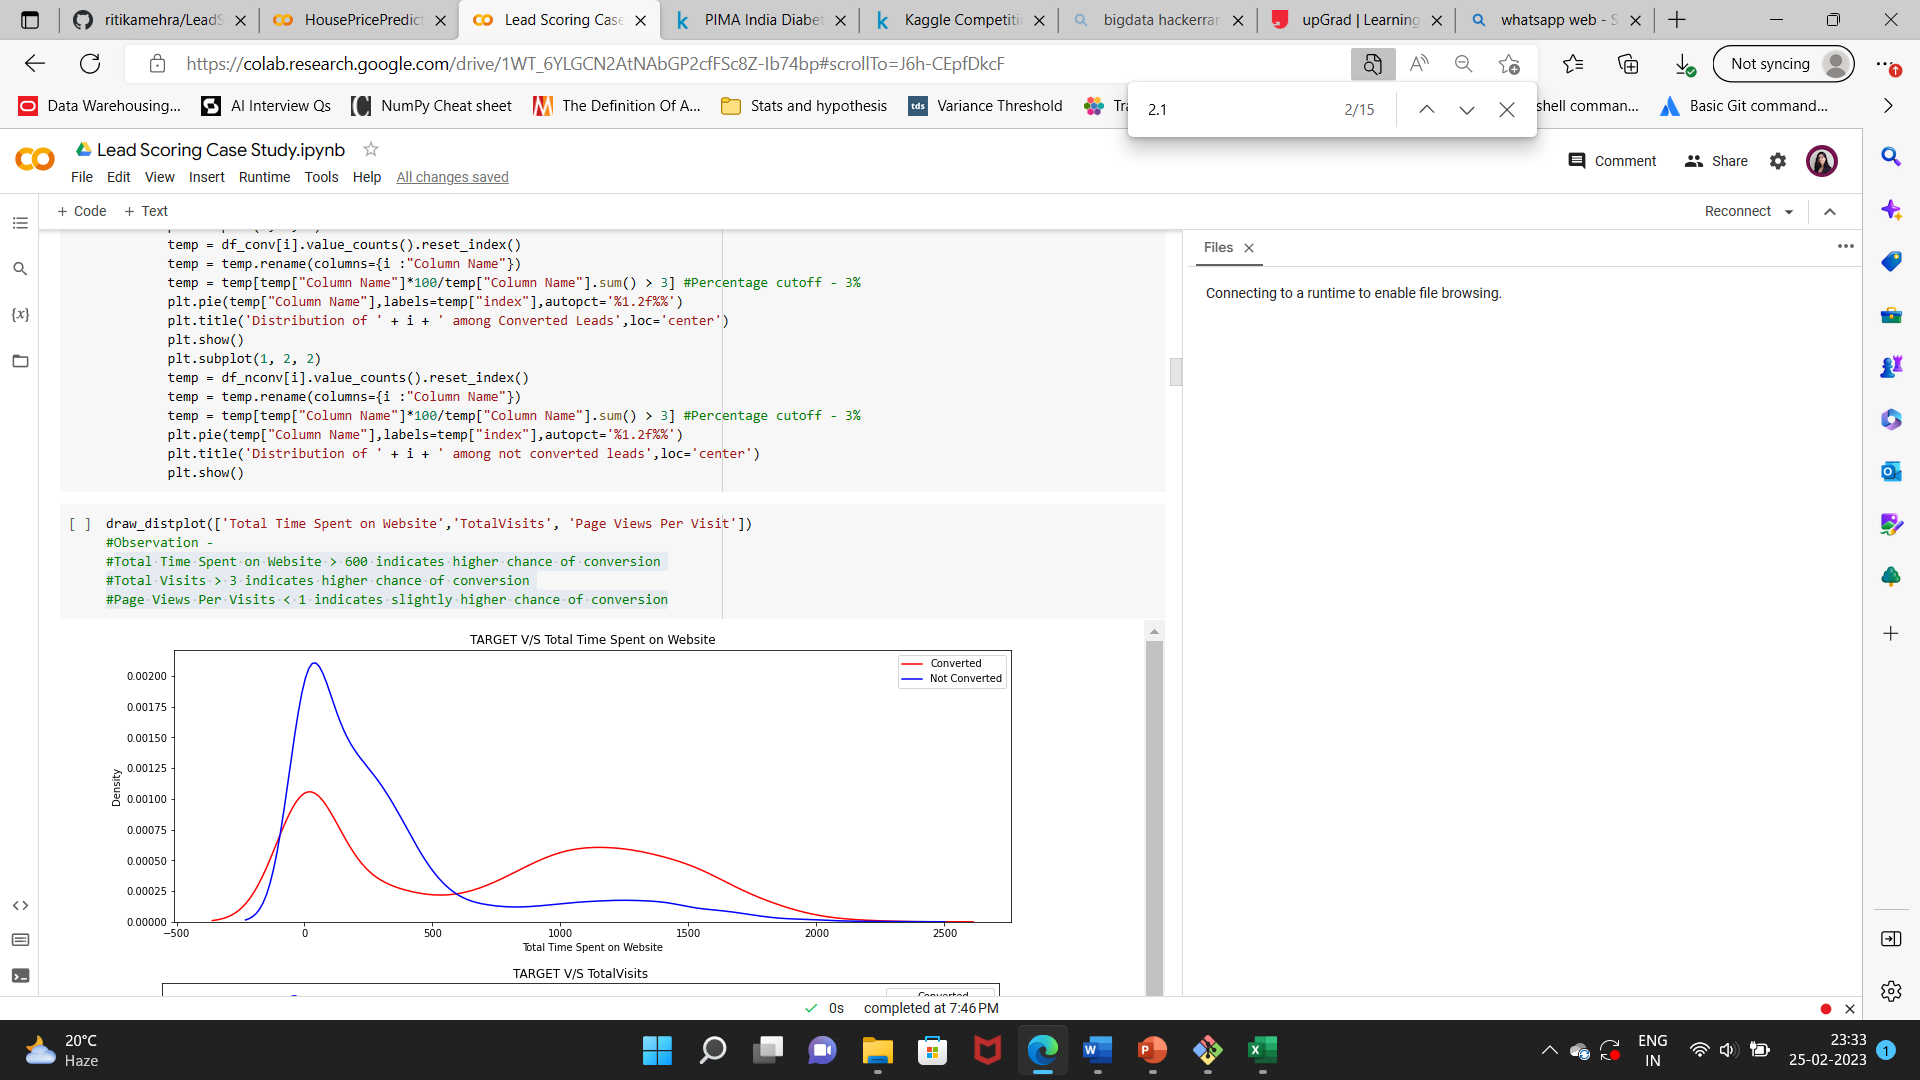 ritikamehra/LeadS
HousePricePredict
Lead Scoring Case
PIMA India Diabet
Kaggle Competiti
bigdata hackerran
upGrad | Learning
whatsapp web - S
https://colab.research.google.com/drive/1WT_6YLGCN2AtNAbGP2cfFSc8Z-Ib74bp#scrollTo=J6h-CEpfDkcF
Not syncing
Data Warehousing...
AI Interview Qs
NumPy Cheat sheet
The Definition Of A...
Stats and hypothesis
tds
Variance Threshold
Tra
shell comman...
Basic Git command...
2.1
2/15
Lead Scoring Case Study.ipynb
Comment
Share
File Edit View Insert Runtime Tools Help All changes saved
+ Code + Text
Reconnect
Files
Connecting to a runtime to enable file browsing.
{x}
temp = df_conv[i].value_counts().reset_index()
temp = temp.rename(columns={i :"Column Name"})
temp = temp[temp["Column Name"]*100/temp["Column Name"].sum() > 3] #Percentage cutoff - 3%
plt.pie(temp["Column Name"],labels=temp["index"],autopct='%1.2f%%')
plt.title('Distribution of ' + i + ' among Converted Leads',loc='center')
plt.show()
plt.subplot(1, 2, 2)
temp = df_nconv[i].value_counts().reset_index()
temp = temp.rename(columns={i :"Column Name"})
temp = temp[temp["Column Name"]*100/temp["Column Name"].sum() > 3] #Percentage cutoff - 3%
plt.pie(temp["Column Name"],labels=temp["index"],autopct='%1.2f%%')
plt.title('Distribution of ' + i + ' among not converted leads',loc='center')
plt.show()
[ ] draw_distplot(['Total Time Spent on Website','TotalVisits', 'Page Views Per Visit'])
#Observation -
#Total Time Spent on Website > 600 indicates higher chance of conversion
#Total Visits > 3 indicates higher chance of conversion
#Page Views Per Visits < 1 indicates slightly higher chance of conversion
TARGET V/S Total Time Spent on Website
Converted
Not Converted
0.00200
0.00175
0.00150
0.00125
0.00100
0.00075
0.00050
0.00025
0.00000
Density
−500 0 500 1000 1500 2000 2500
Total Time Spent on Website
TARGET V/S TotalVisits
Converted
0s completed at 7:46 PM
20°C
Haze
ENG
IN
23:33
25-02-2023
1